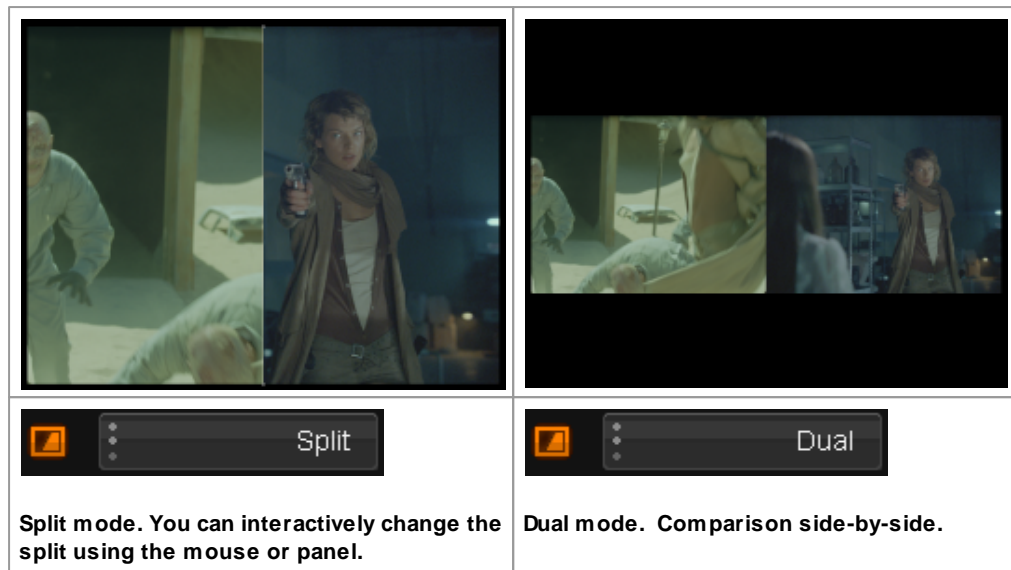 Split
Dual
Split mode. You can interactively change the
split using the mouse or panel.
Dual mode. Comparison side-by-side.